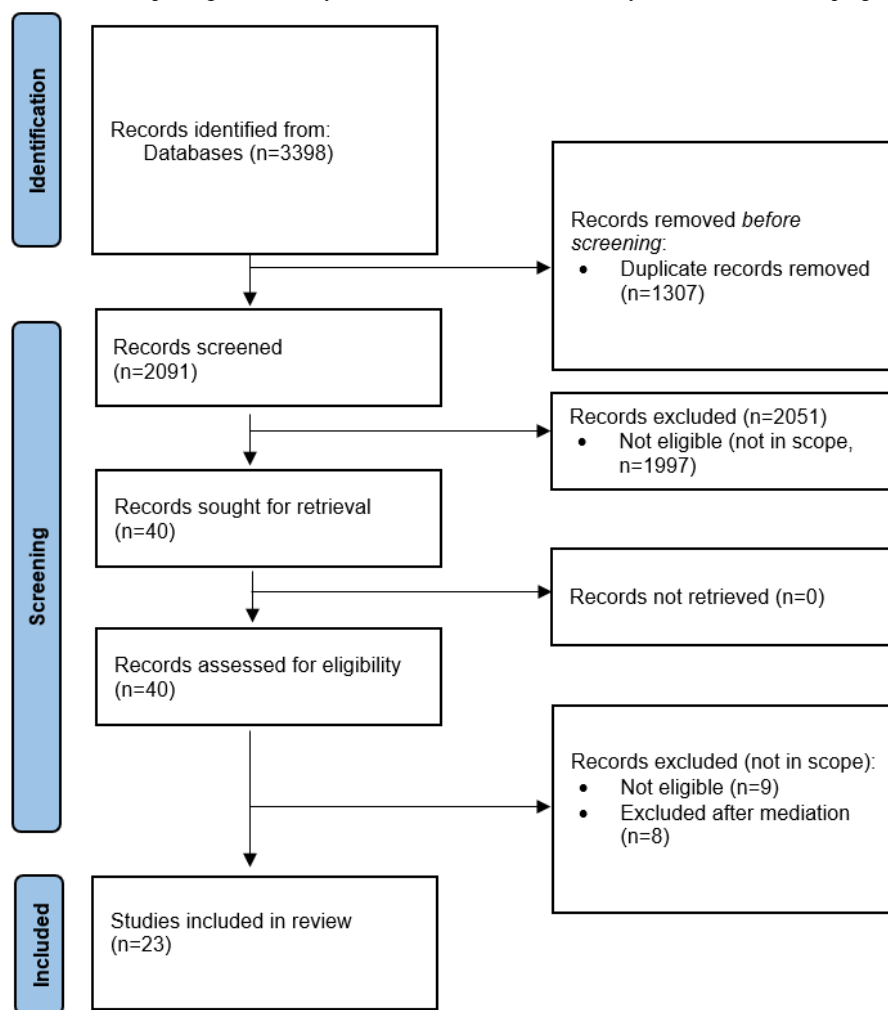 Identification
Records identified from:
Databases (n=3398)
Records removed before
screening:
• Duplicate records removed
(n=1307)
Screening
Records screened
(n=2091)
Records excluded (n=2051)
• Not eligible (not in scope,
n=1997)
Records sought for retrieval
(n=40)
Records not retrieved (n=0)
Records assessed for eligibility
(n=40)
Records excluded (not in scope):
• Not eligible (n=9)
• Excluded after mediation
(n=8)
Included
Studies included in review
(n=23)